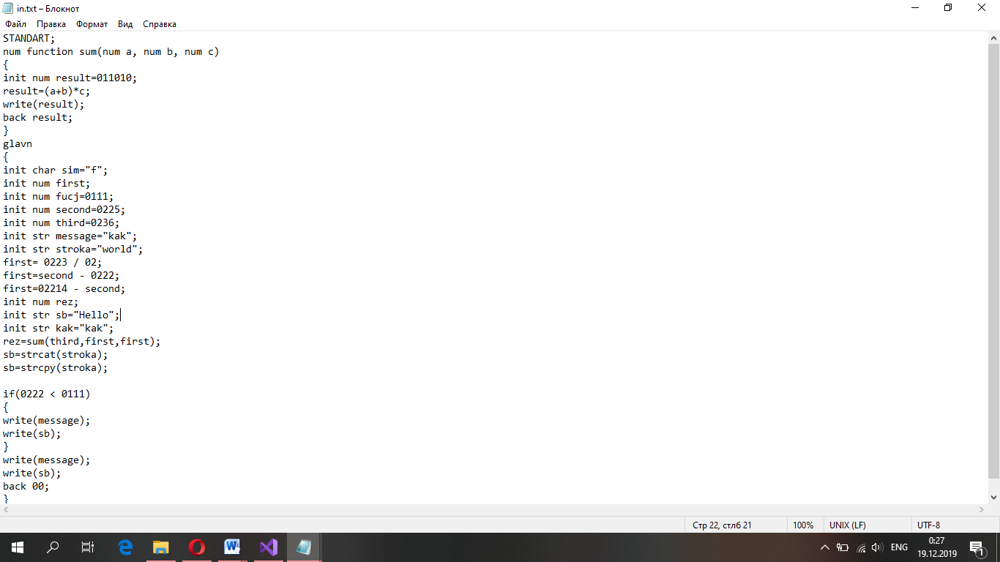 in.txt – Блокнот
Файл Правка Формат Вид Справка
STANDART;
num function sum(num a, num b, num c)
{
init num result=011010;
result=(a+b)*c;
write(result);
back result;
}
glavn
{
init char sim="f";
init num first;
init num fucj=0111;
init num second=0225;
init num third=0236;
init str message="kak";
init str stroka="world";
first= 0223 / 02;
first=second - 0222;
first=02214 - second;
init num rez;
init str sb="Hello";
init str kak="kak";
rez=sum(third,first,first);
sb=strcat(stroka);
sb=strcpy(stroka);
if(0222 < 0111)
{
write(message);
write(sb);
}
write(message);
write(sb);
back 00;
}
Стр 22, стлб 21 100% UNIX (LF) UTF-8
ENG 0:27
19.12.2019
1